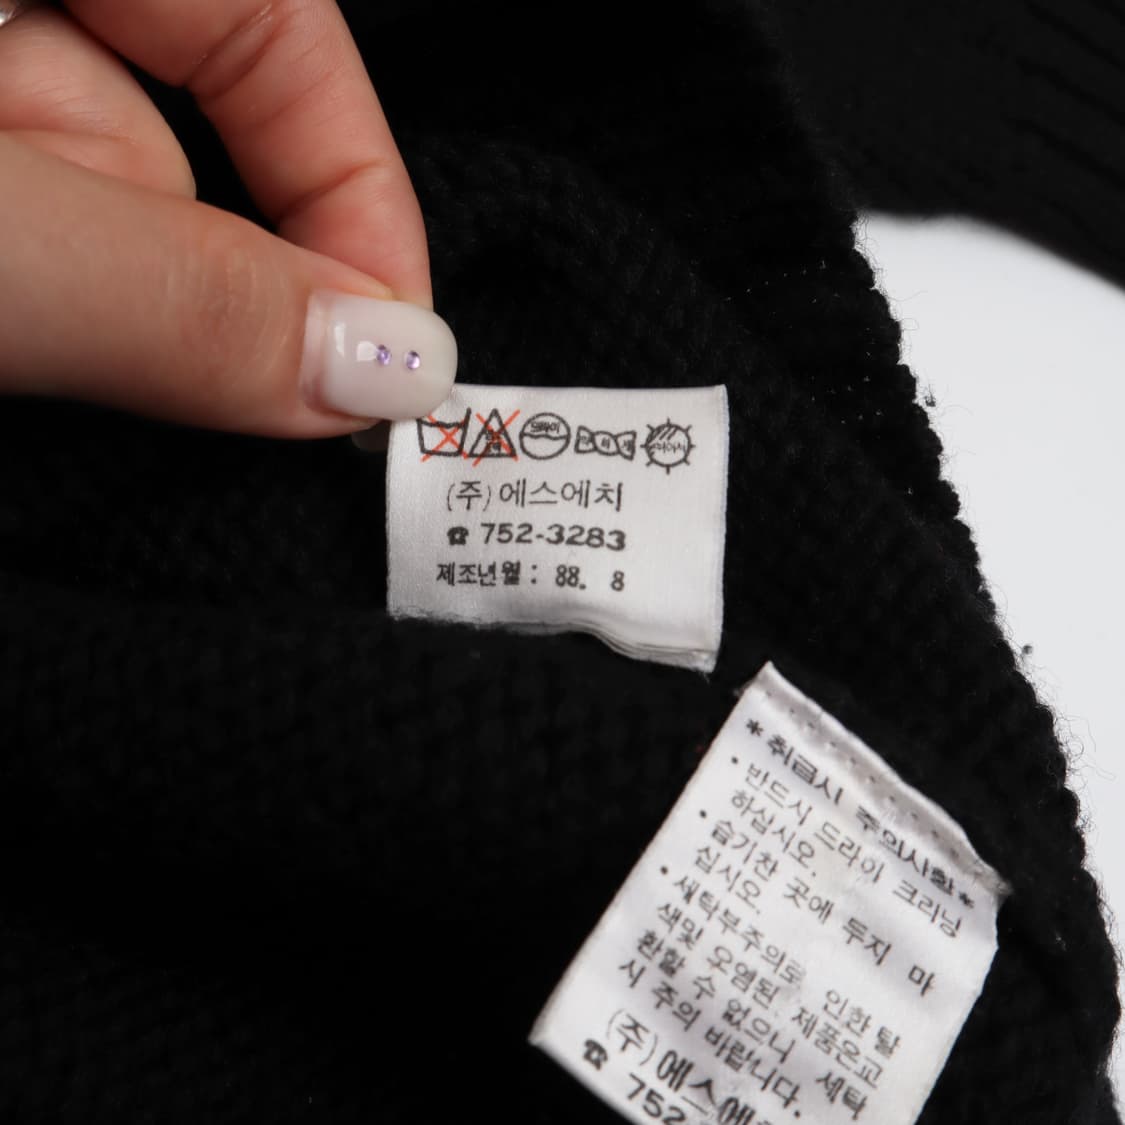 드라이
(주)에스에치
☎ 752-3283
제조년월 : 88. 8
*취급시 주의사항*
• 반드시 드라이 크리닝
하십시오.
• 습기찬 곳에 두지 마
십시오.
• 세탁부주의로 인한 탈
색및 오염된 제품은교
환할 수 없으니 세탁
시 주의 바랍니다.
(주)에스에치
☎ 752